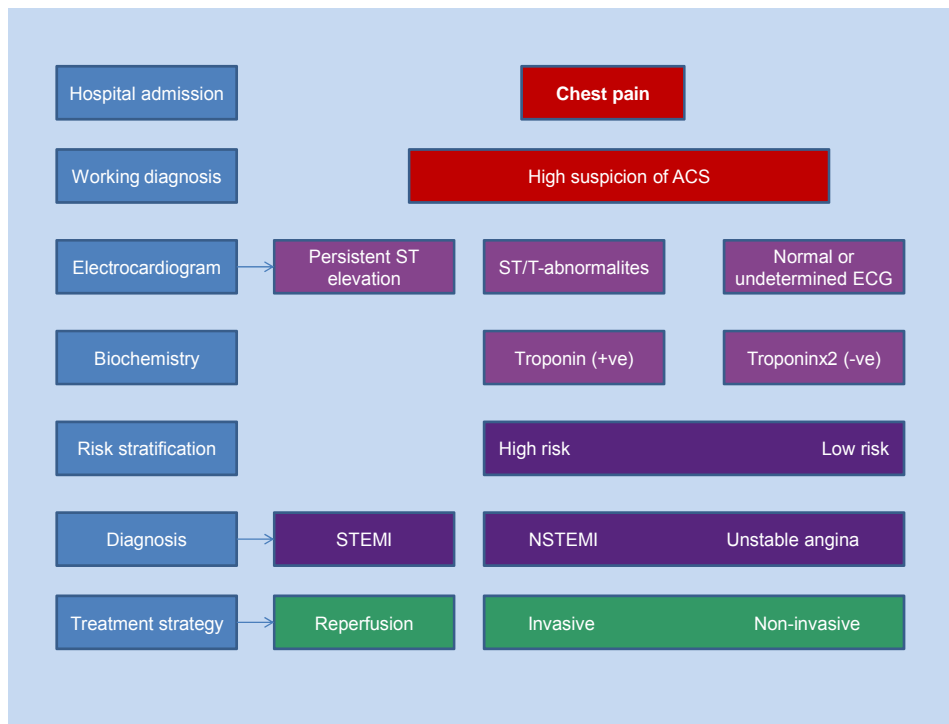 Hospital admission
Chest pain
Working diagnosis
High suspicion of ACS
Electrocardiogram
Persistent ST
elevation
ST/T-abnormalites
Normal or
undetermined ECG
Biochemistry
Troponin (+ve)
Troponinx2 (-ve)
Risk stratification
High risk
Low risk
Diagnosis
STEMI
NSTEMI
Unstable angina
Treatment strategy
Reperfusion
Invasive
Non-invasive